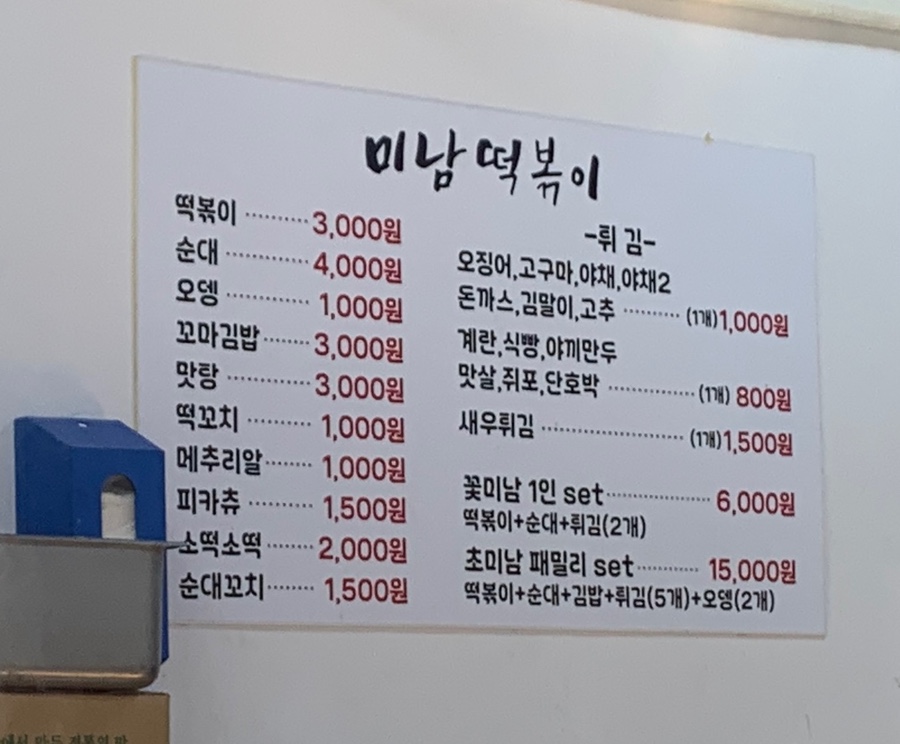 미남떡볶이
떡볶이 ········· 3,000원
순대 ············ 4,000원
오뎅 ············ 1,000원
꼬마김밥 ······· 3,000원
맛탕 ············ 3,000원
떡꼬치 ········· 1,000원
메추리알 ······· 1,000원
피카츄 ········· 1,500원
소떡소떡 ······· 2,000원
순대꼬치 ······· 1,500원
-튀김-
오징어,고구마,야채,야채2
돈까스,김말이,고추 ········· (1개)1,000원
계란,식빵,야끼만두
맛살,쥐포,단호박 ·············· (1개) 800원
새우튀김 ······················· (1개)1,500원
꽃미남 1인 set ················ 6,000원
떡볶이+순대+튀김(2개)
초미남 패밀리 set ·········· 15,000원
떡볶이+순대+김밥+튀김(5개)+오뎅(2개)